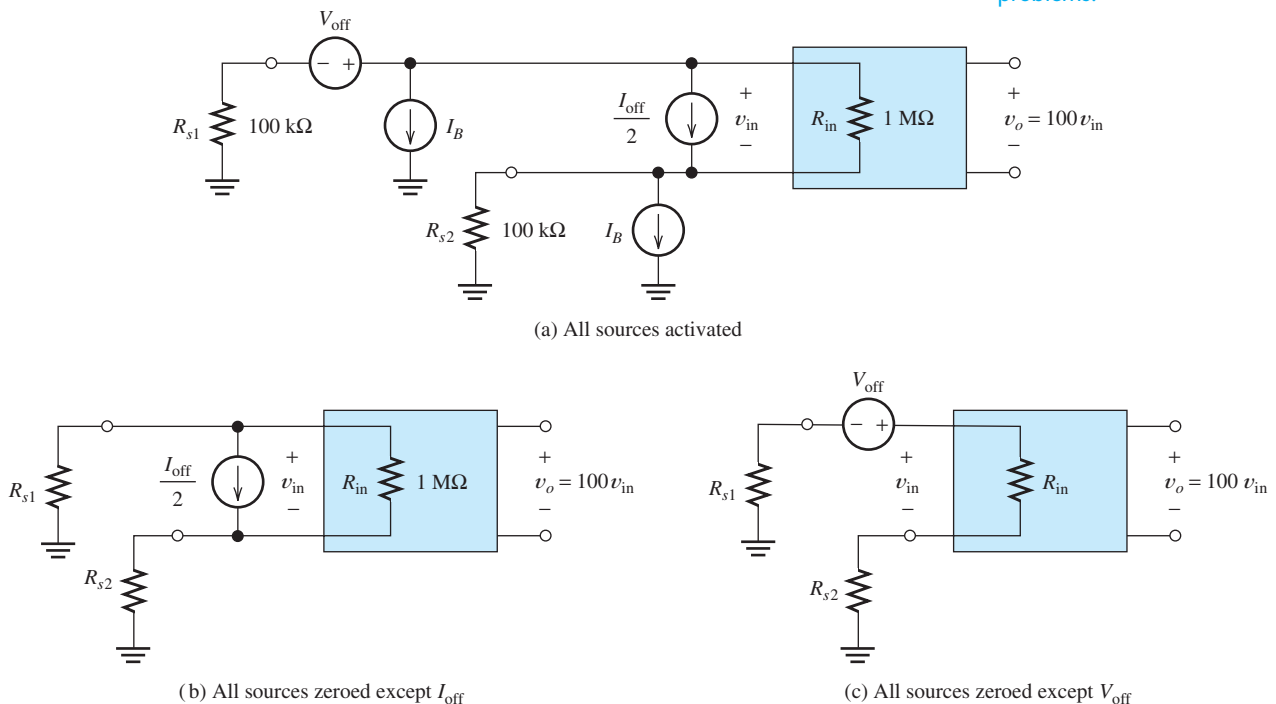 problems.
V_off
− +
R_s1 100 kΩ
I_B
I_off/2
+ v_in −
R_in 1 MΩ
+ v_o = 100v_in −
R_s2 100 kΩ
I_B
(a) All sources activated
R_s1
I_off/2
+ v_in −
R_in 1 MΩ
+ v_o = 100v_in −
R_s2
(b) All sources zeroed except I_off
V_off
− +
R_s1
v_in
+ −
R_in
+ v_o = 100 v_in −
R_s2
(c) All sources zeroed except V_off